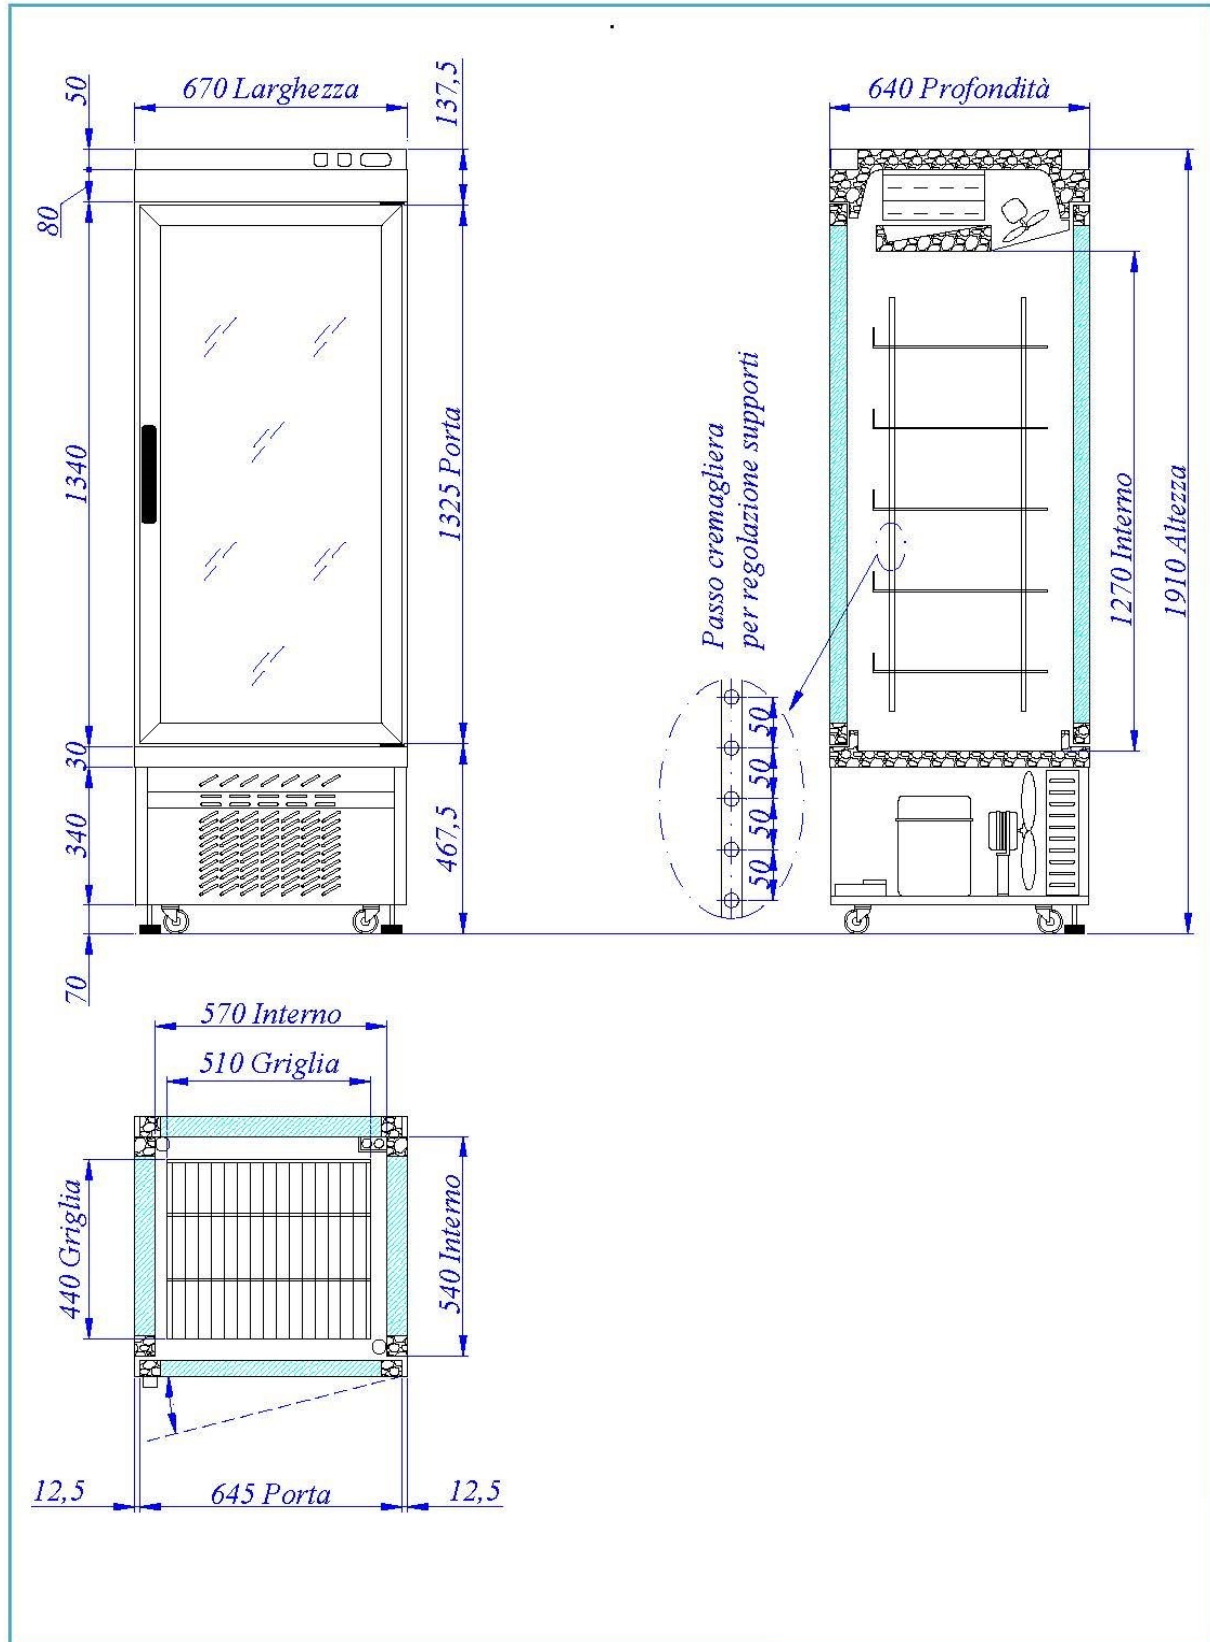 50
670 Larghezza
137,5
640 Profondità
80
1340
1325 Porta
Passo cremagliera
per regolazione supporti
1270 Interno
1910 Altezza
30
340
467,5
70
50
50
50
50
570 Interno
510 Griglia
440 Griglia
540 Interno
12,5
645 Porta
12,5